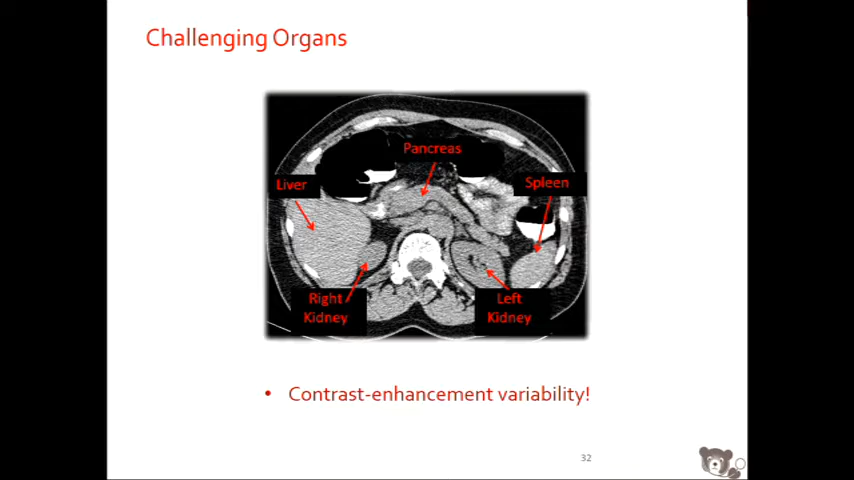 Challenging Organs
Pancreas
Liver
Spleen
Right
Kidney
Left
Kidney
• Contrast-enhancement variability!
32